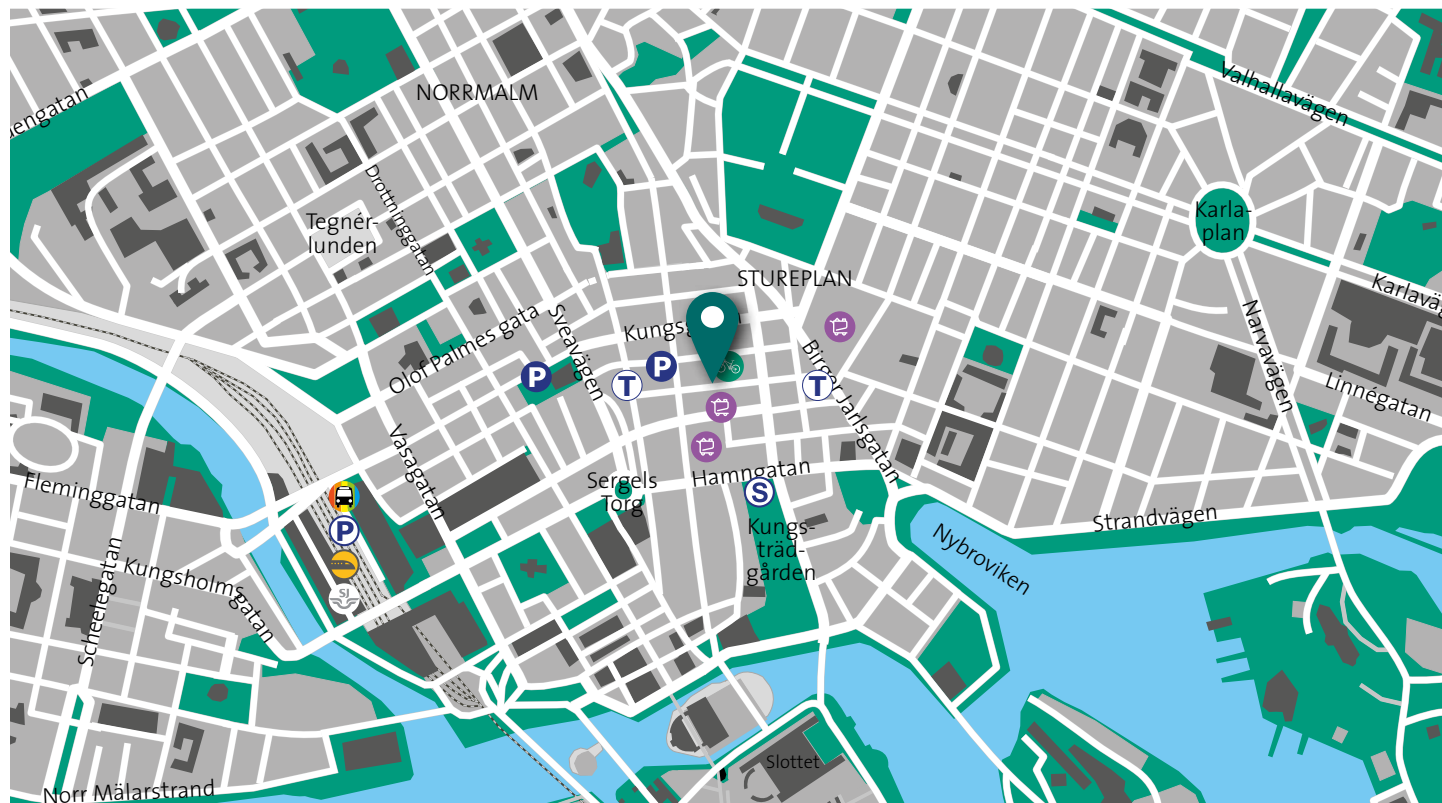 NORRMALM
Valhallavägen
Drottninggatan
Tegnér-
lunden
Karla-
plan
STUREPLAN
Sveavägen
Olof Palmes gata
Narvavägen
Birger Jarlsgatan
P
P
T
T
Linnégatan
Vasagatan
Hamngatan
Sergels
Torg
S
Fleminggatan
P
Strandvägen
Kungs-
träd-
gården
Nybroviken
Scheelegatan
Kungsholmsgatan
SJ
Slottet
Norr Mälarstrand